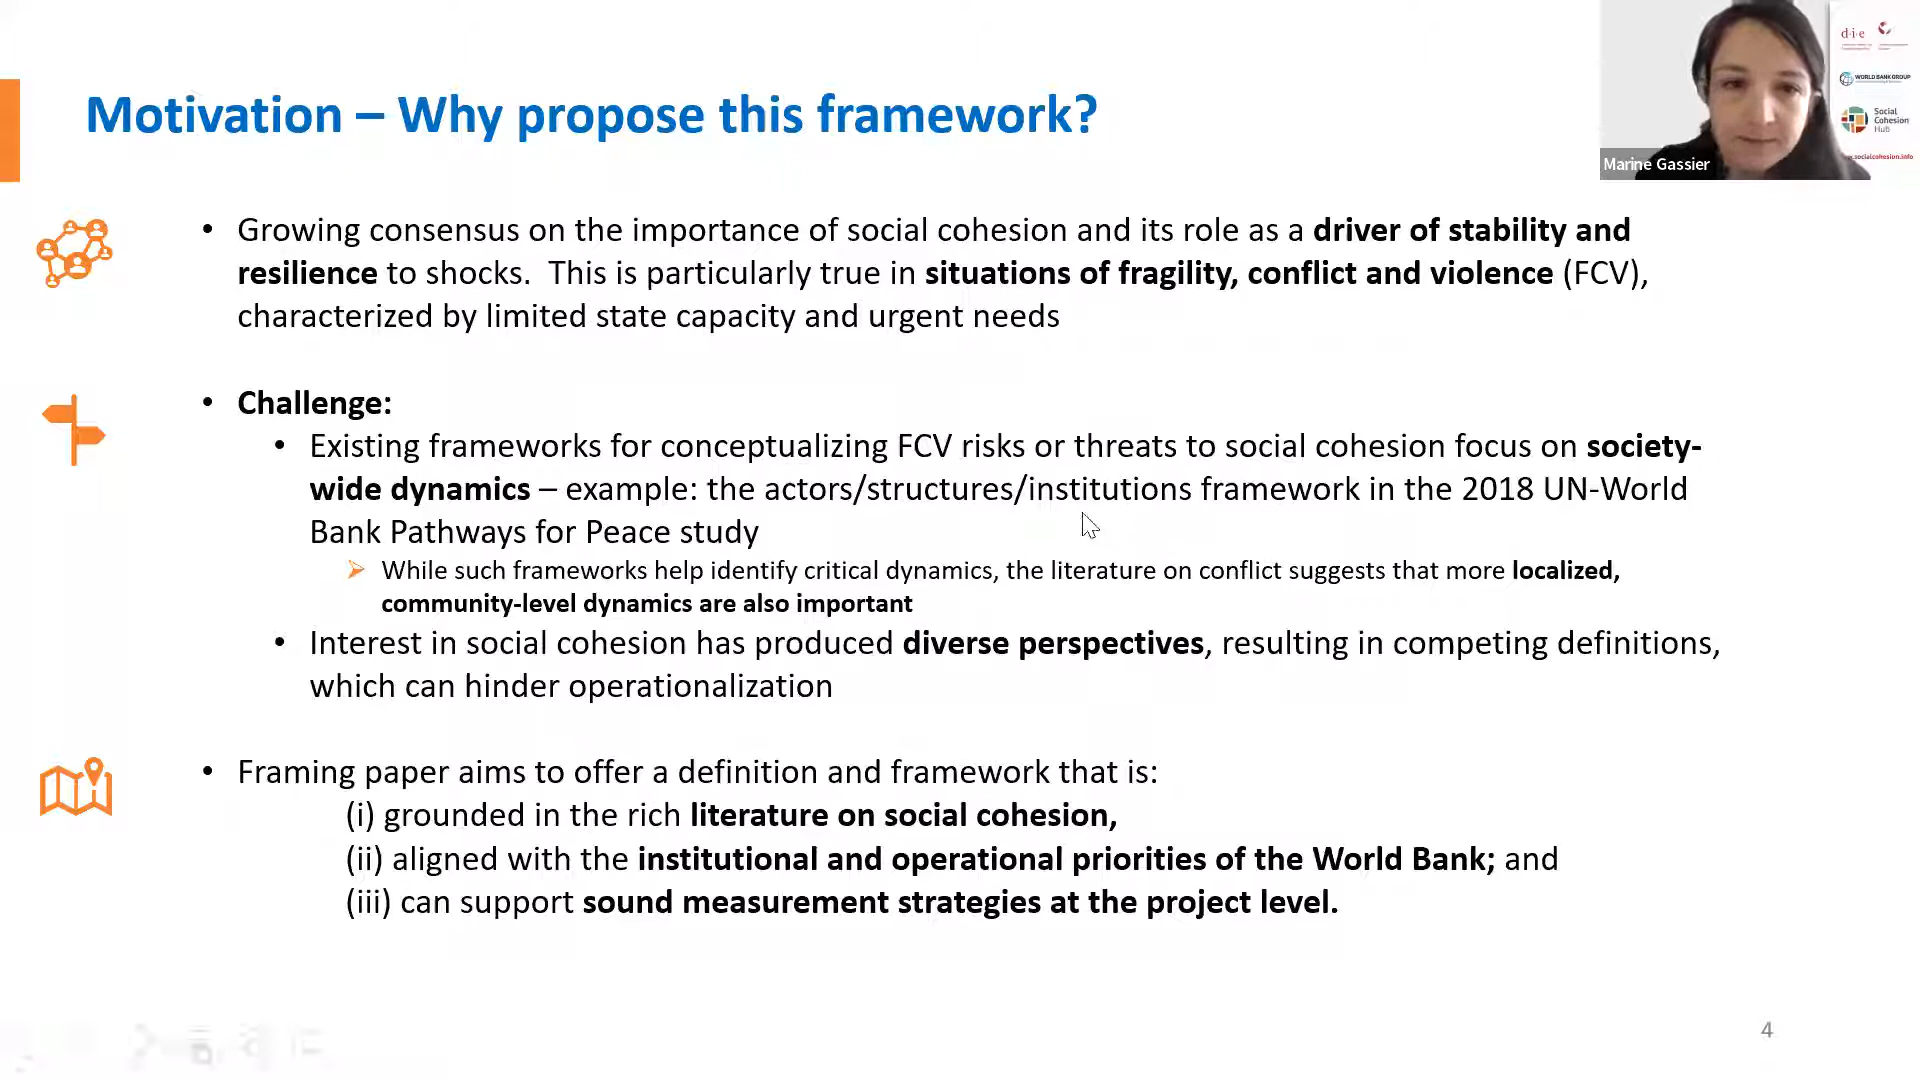 d·i·e
WORLD BANK GROUP
Social
Cohesion
Hub
.socialcohesion.info
Marine Gassier
Motivation – Why propose this framework?
• Growing consensus on the importance of social cohesion and its role as a driver of stability and
resilience to shocks.  This is particularly true in situations of fragility, conflict and violence (FCV),
characterized by limited state capacity and urgent needs
• Challenge:
• Existing frameworks for conceptualizing FCV risks or threats to social cohesion focus on society-
wide dynamics – example: the actors/structures/institutions framework in the 2018 UN-World
Bank Pathways for Peace study
➢ While such frameworks help identify critical dynamics, the literature on conflict suggests that more localized,
community-level dynamics are also important
• Interest in social cohesion has produced diverse perspectives, resulting in competing definitions,
which can hinder operationalization
• Framing paper aims to offer a definition and framework that is:
(i) grounded in the rich literature on social cohesion,
(ii) aligned with the institutional and operational priorities of the World Bank; and
(iii) can support sound measurement strategies at the project level.
4